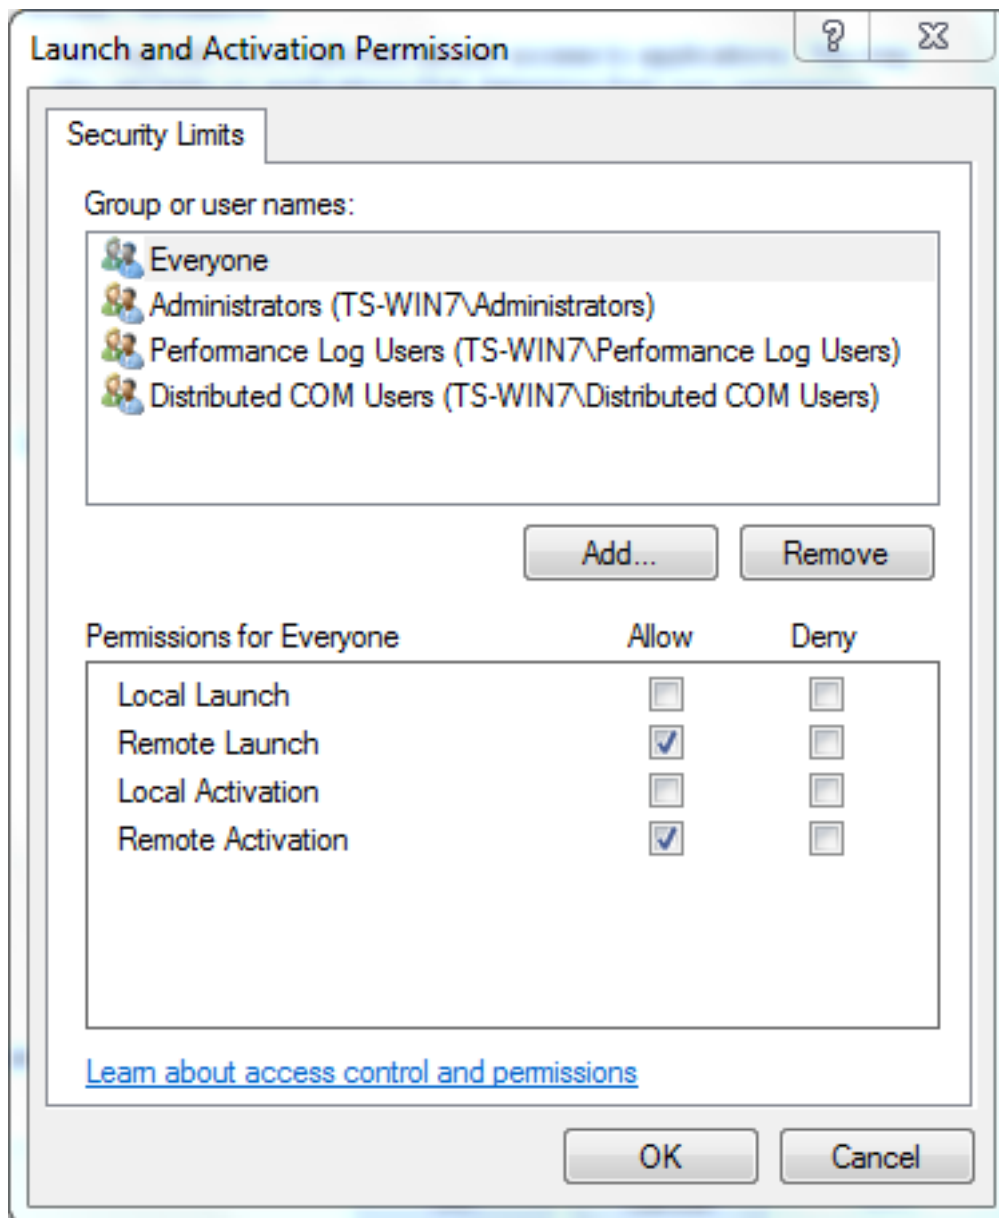 Launch and Activation Permission
Security Limits
Group or user names:
Everyone
Administrators (TS-WIN7\Administrators)
Performance Log Users (TS-WIN7\Performance Log Users)
Distributed COM Users (TS-WIN7\Distributed COM Users)
Add... Remove
Permissions for Everyone Allow Deny
Local Launch
Remote Launch
Local Activation
Remote Activation
Learn about access control and permissions
OK Cancel